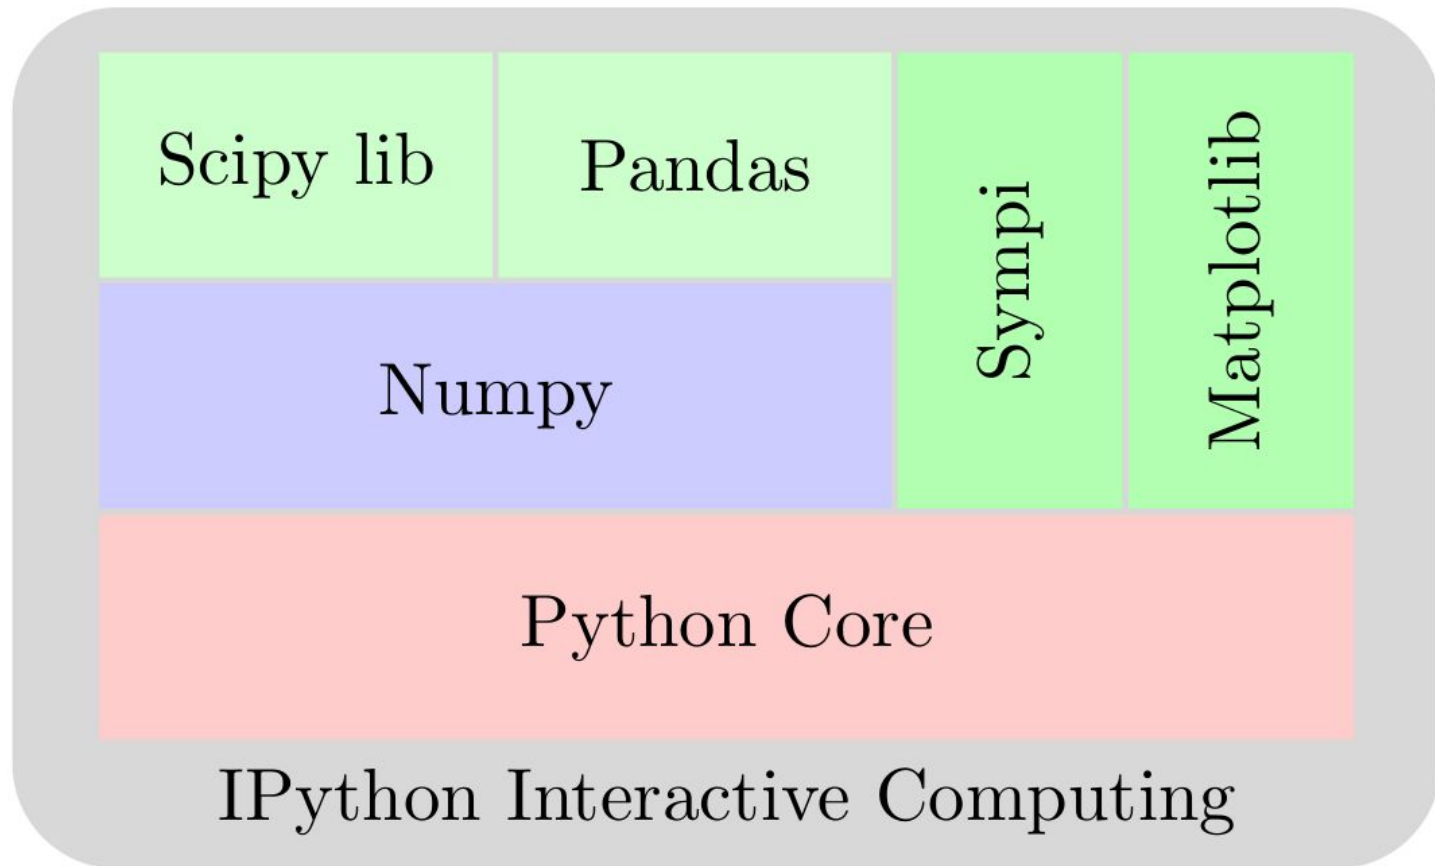 Scipy lib
Pandas
Sympi
Matplotlib
Numpy
Python Core
IPython Interactive Computing